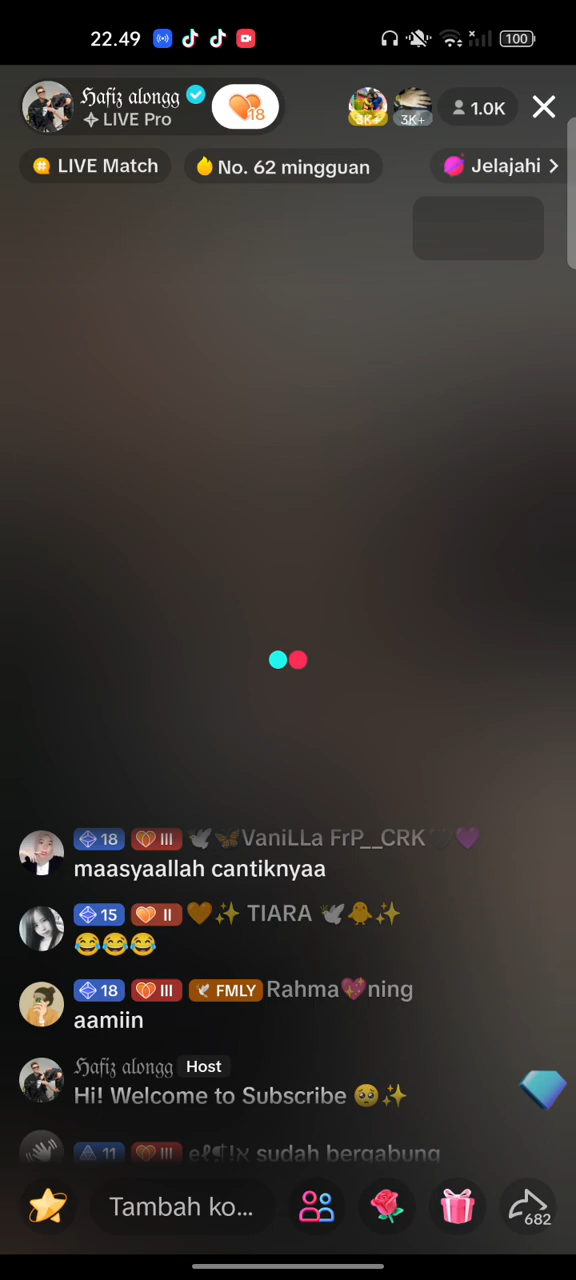 22.49
100
ℌafiz alongg
LIVE Pro
18
3K+
3K+
1.0K
LIVE Match
No. 62 mingguan
Jelajahi
18 III 🕊🦋VaniLLa FrP__CRK🖤💜
maasyaallah cantiknyaa
15 II 🧡✨ TIARA 🕊🐥✨
😂😂😂
18 III FMLY Rahma💖ning
aamiin
ℌafiz alongg Host
Hi! Welcome to Subscribe 🥺✨
11 III sudah bergabung
Tambah ko...
682